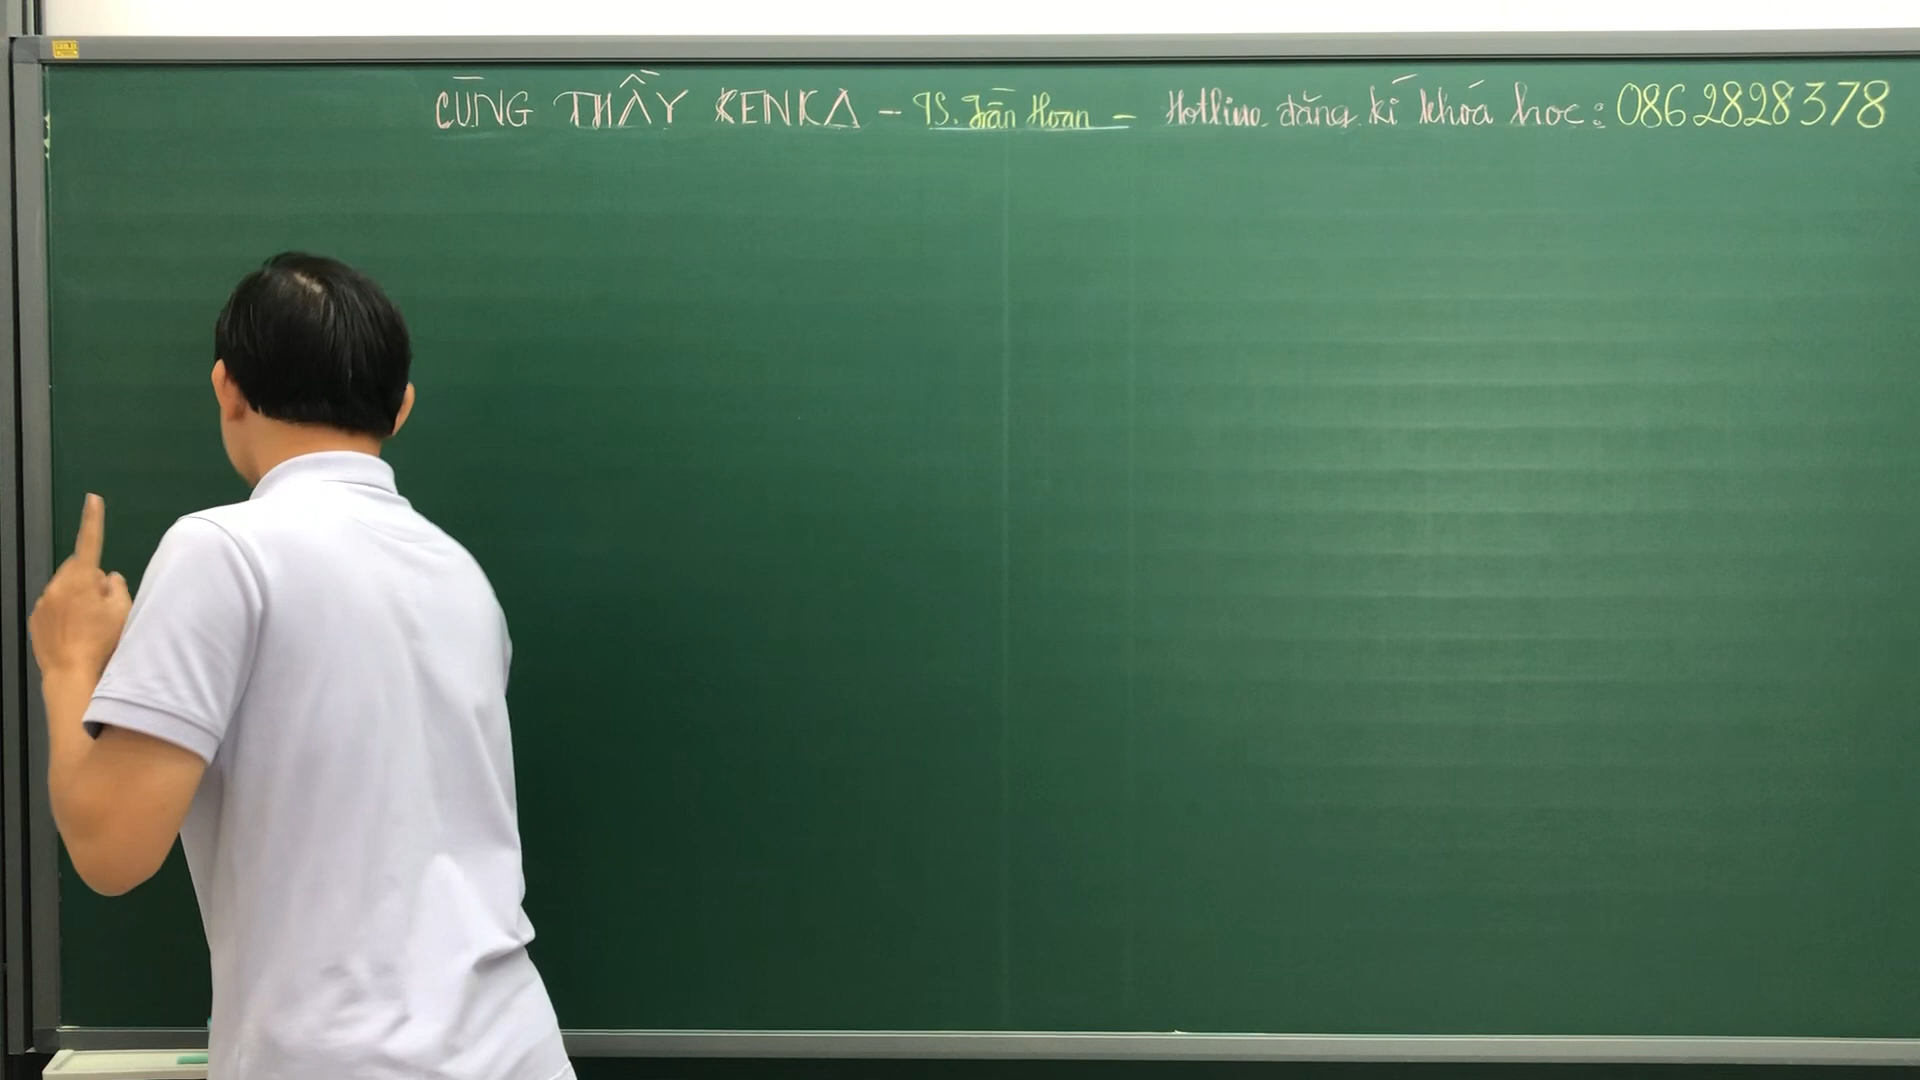 CÙNG THẦY KENKA – TS. Trần Hoan – Hotline đăng kí khóa học: 0862828378